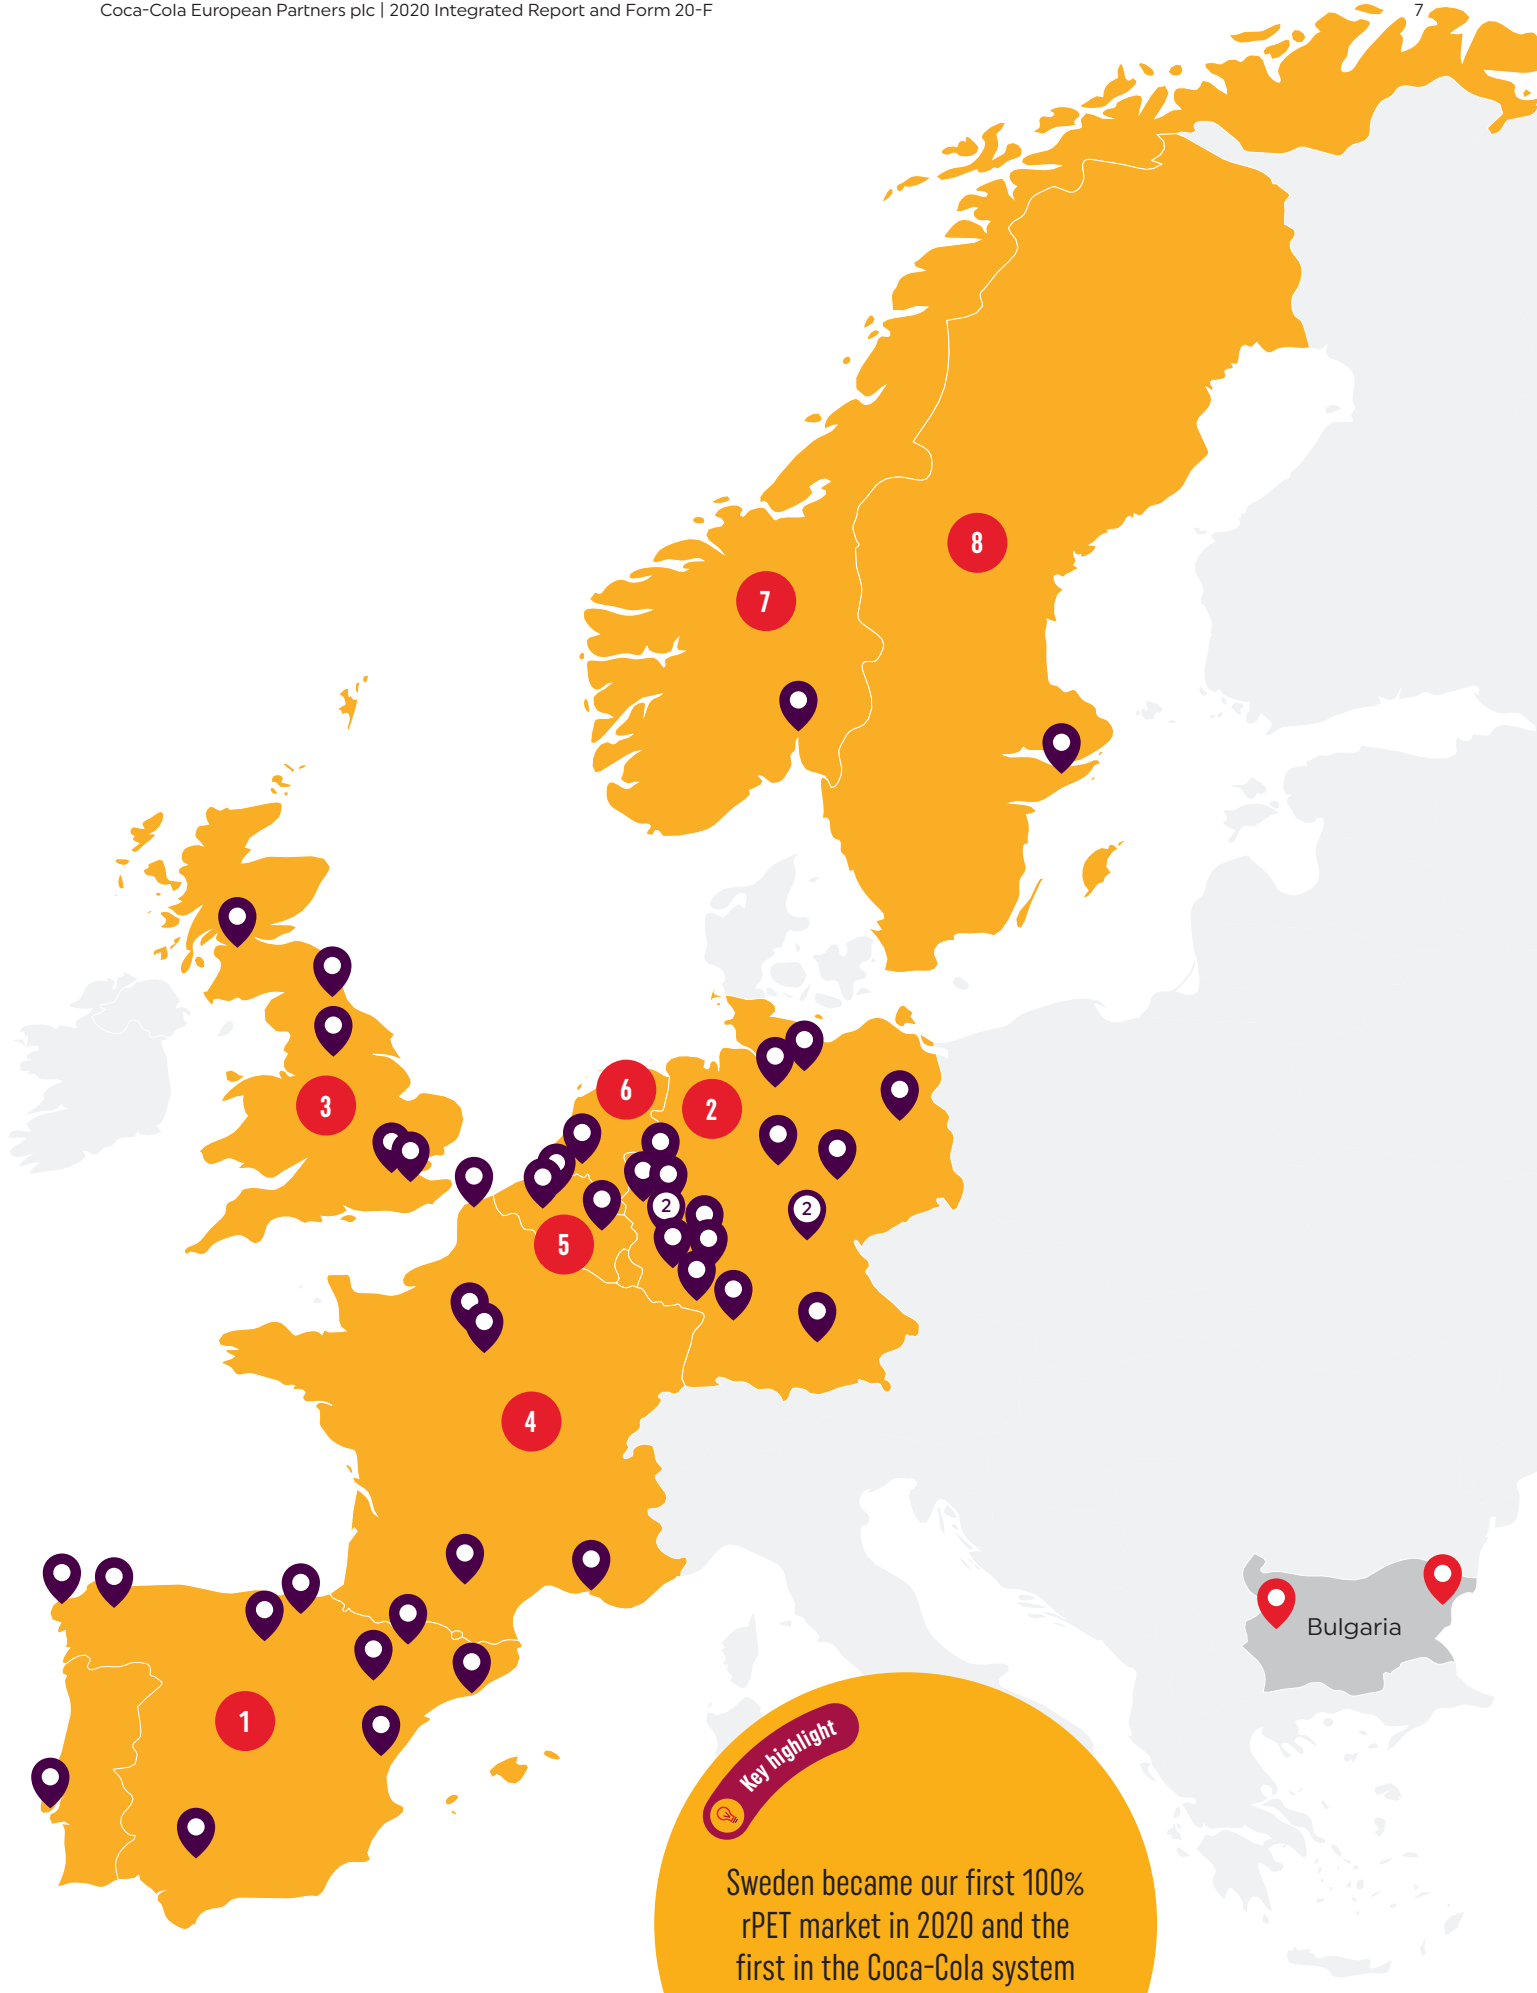 Coca-Cola European Partners plc | 2020 Integrated Report and Form 20-F
7
8
7
3
6
2
2
2
5
4
Bulgaria
1
Key highlight
Sweden became our first 100%
rPET market in 2020 and the
first in the Coca-Cola system